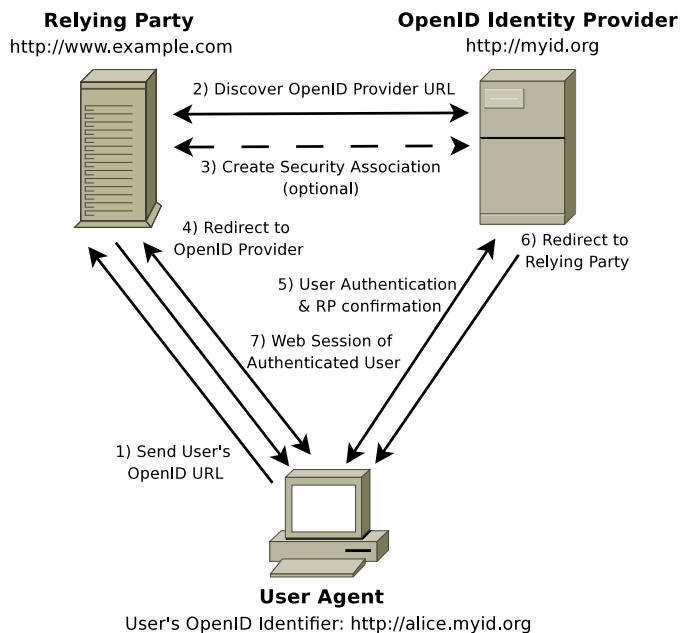 Relying Party
http://www.example.com
OpenID Identity Provider
http://myid.org
2) Discover OpenID Provider URL
3) Create Security Association
(optional)
4) Redirect to
OpenID Provider
6) Redirect to
Relying Party
5) User Authentication
& RP confirmation
7) Web Session of
Authenticated User
1) Send User's
OpenID URL
User Agent
User's OpenID Identifier: http://alice.myid.org